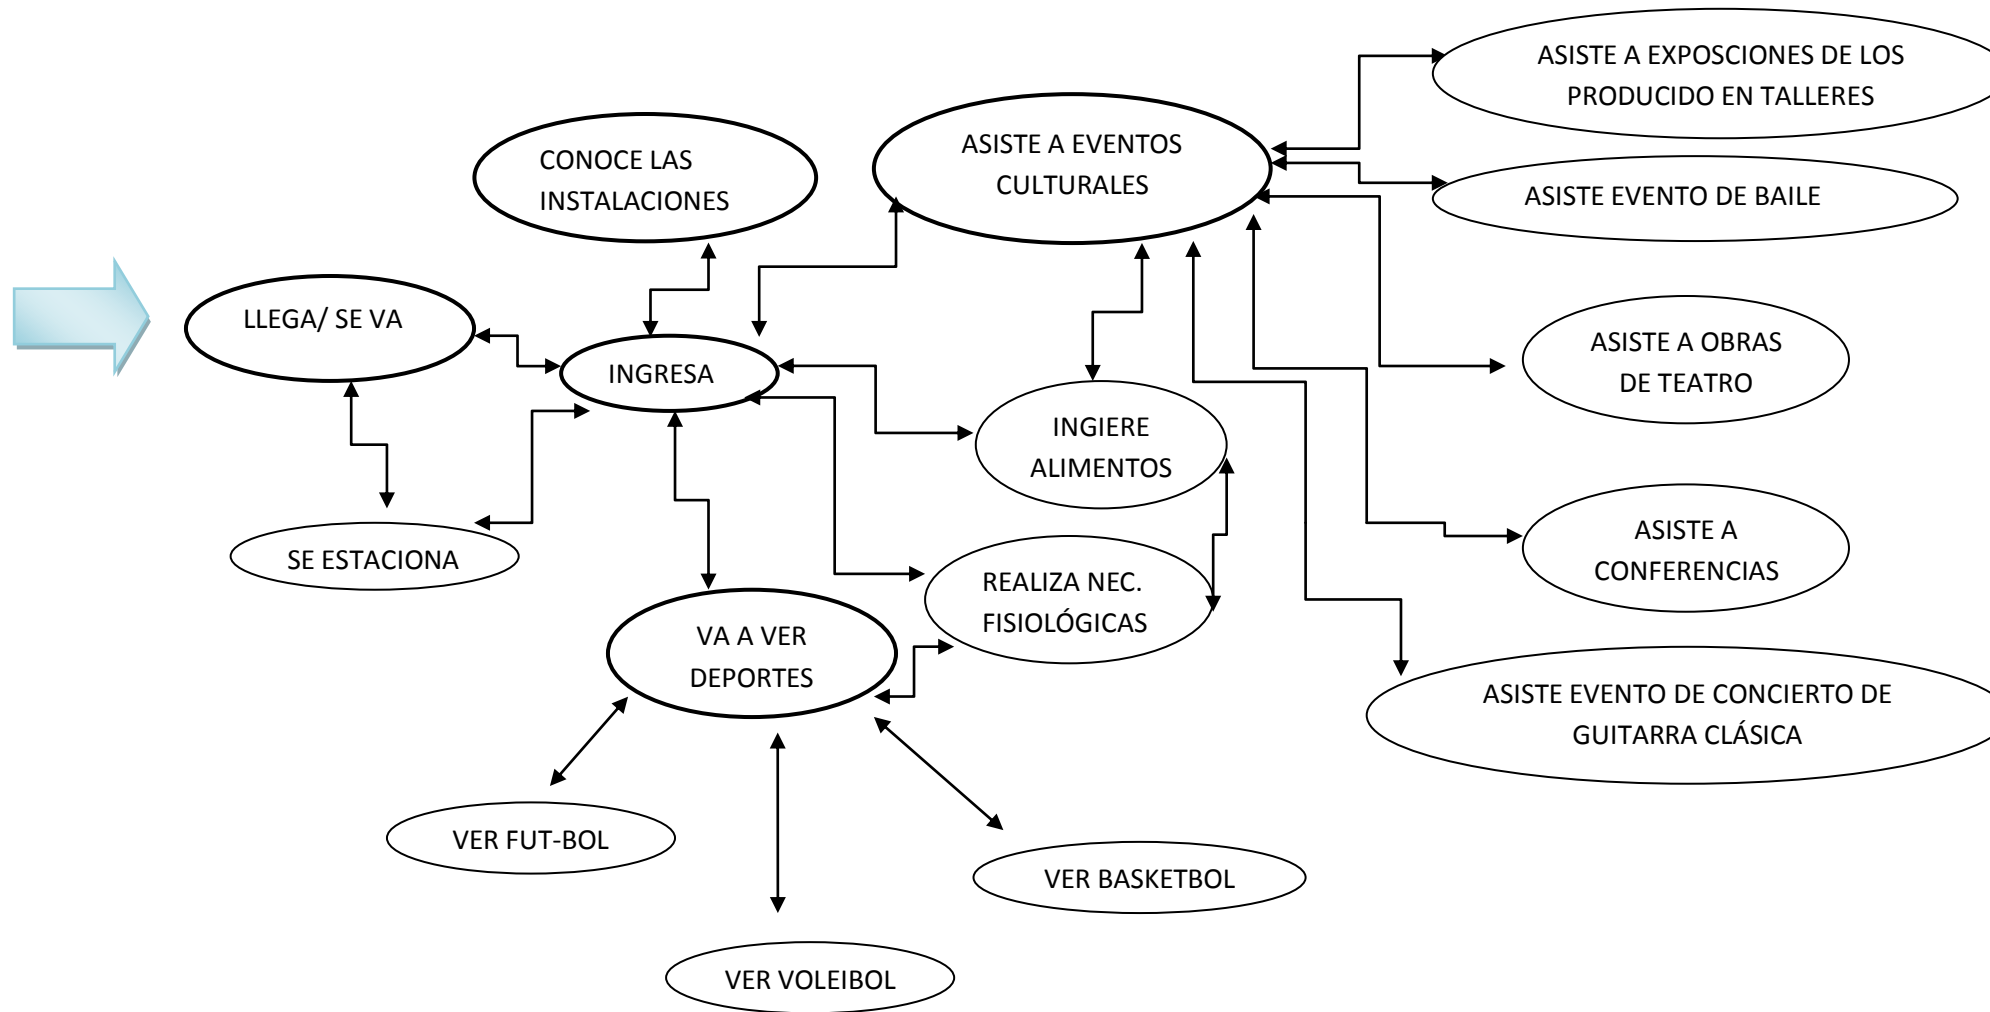 ASISTE A EXPOSCIONES DE LOS
PRODUCIDO EN TALLERES
ASISTE A EVENTOS
CULTURALES
CONOCE LAS
INSTALACIONES
ASISTE EVENTO DE BAILE
LLEGA/ SE VA
INGRESA
ASISTE A OBRAS
DE TEATRO
INGIERE
ALIMENTOS
SE ESTACIONA
ASISTE A
CONFERENCIAS
REALIZA NEC.
FISIOLÓGICAS
VA A VER
DEPORTES
ASISTE EVENTO DE CONCIERTO DE
GUITARRA CLÁSICA
VER FUT-BOL
VER BASKETBOL
VER VOLEIBOL